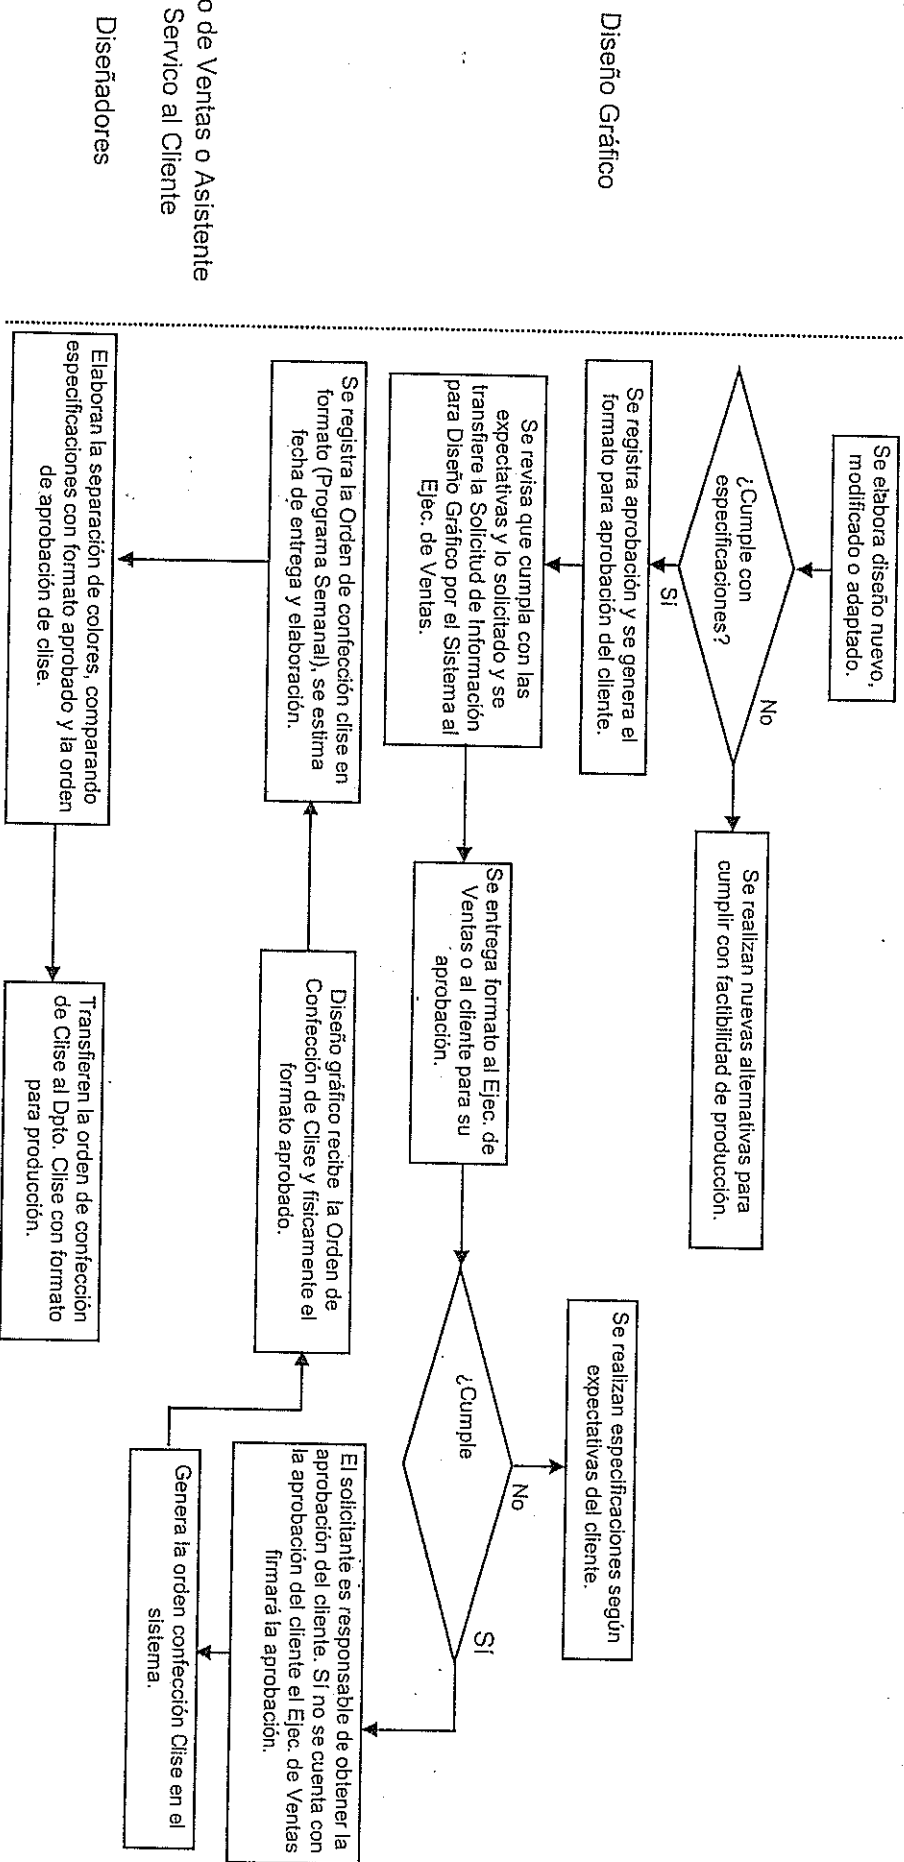 Diseño Gráfico
o de Ventas o Asistente
Servico al Cliente
Diseñadores
Se elabora diseño nuevo,
modificado o adaptado.
¿Cumple con
especificaciones?
No
Sí
Se realizan nuevas alternativas para
cumplir con factibilidad de producción.
Se registra aprobación y se genera el
formato para aprobación del cliente.
Se revisa que cumpla con las
expectativas y lo solicitado y se
transfiere la Solicitud de Información
para Diseño Gráfico por el Sistema al
Ejec. de Ventas.
Se entrega formato al Ejec. de
Ventas o al cliente para su
aprobación.
¿Cumple
No
Sí
Se realizan especificaciones según
expectativas del cliente.
El solicitante es responsable de obtener la
aprobación del cliente. Sí no se cuenta con
la aprobación del cliente el Ejec. de Ventas
firmará la aprobación.
Genera la orden confección Clise en el
sistema.
Diseño gráfico recibe la Orden de
Confección de Clise y físicamente el
formato aprobado.
Se registra la Orden de confección clise en
formato (Programa Semanal), se estima
fecha de entrega y elaboración.
Elaboran la separación de colores, comparando
especificaciones con formato aprobado y la orden
de aprobación de clise.
Transfieren la orden de confección
de Clise al Dpto. Clise con formato
para producción.